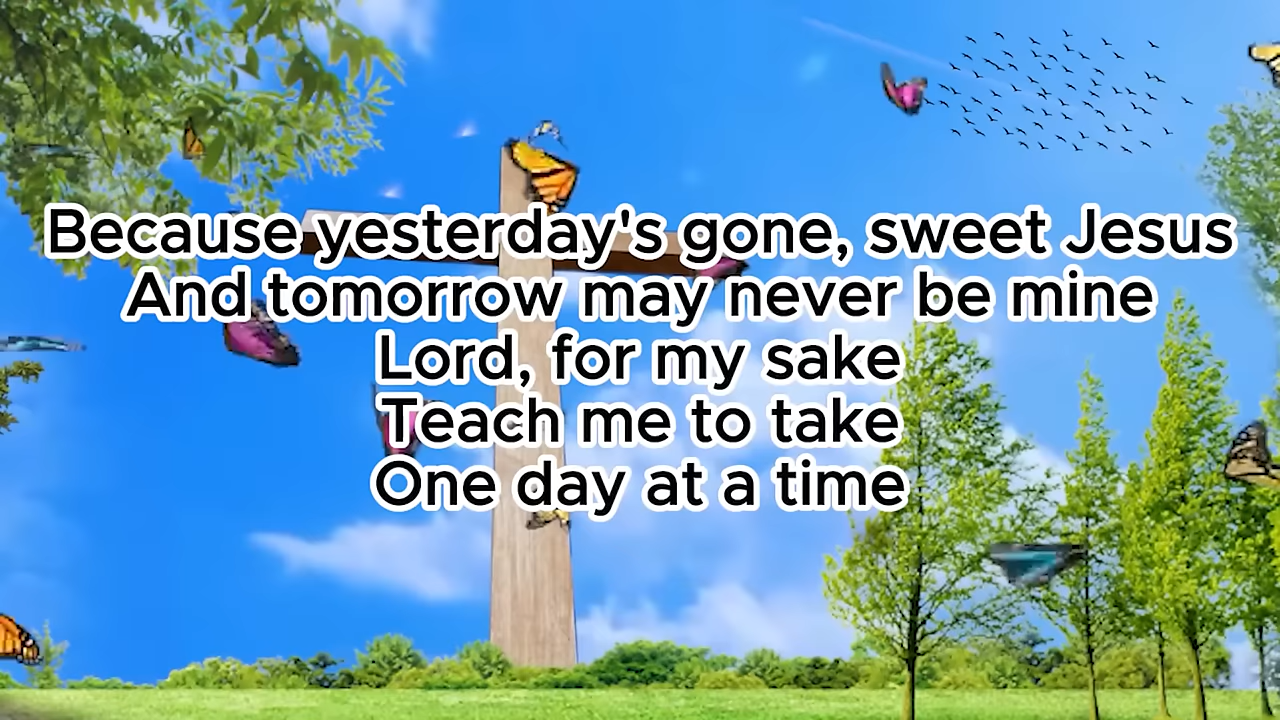 Because yesterday's gone, sweet Jesus
And tomorrow may never be mine
Lord, for my sake
Teach me to take
One day at a time